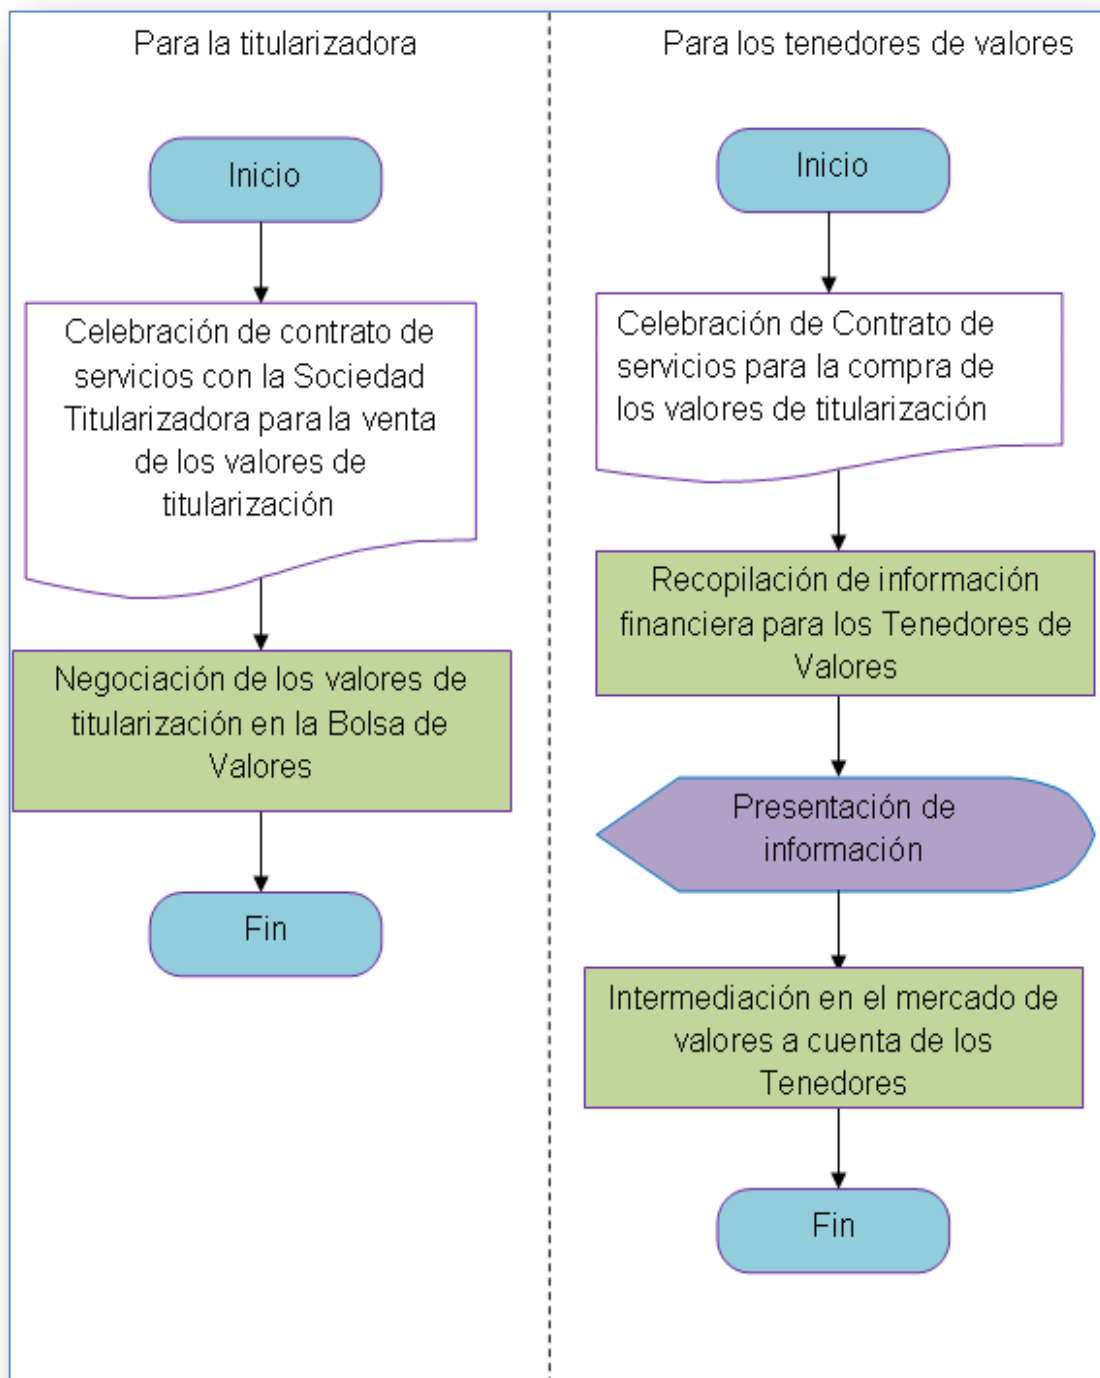 Para la titularizadora
Inicio
Celebración de contrato de
servicios con la Sociedad
Titularizadora para la venta
de los valores de
titularización
Negociación de los valores de
titularización en la Bolsa de
Valores
Fin
Para los tenedores de valores
Inicio
Celebración de Contrato de
servicios para la compra de
los valores de titularización
Recopilación de información
financiera para los Tenedores de
Valores
Presentación de
información
Intermediación en el mercado de
valores a cuenta de los
Tenedores
Fin